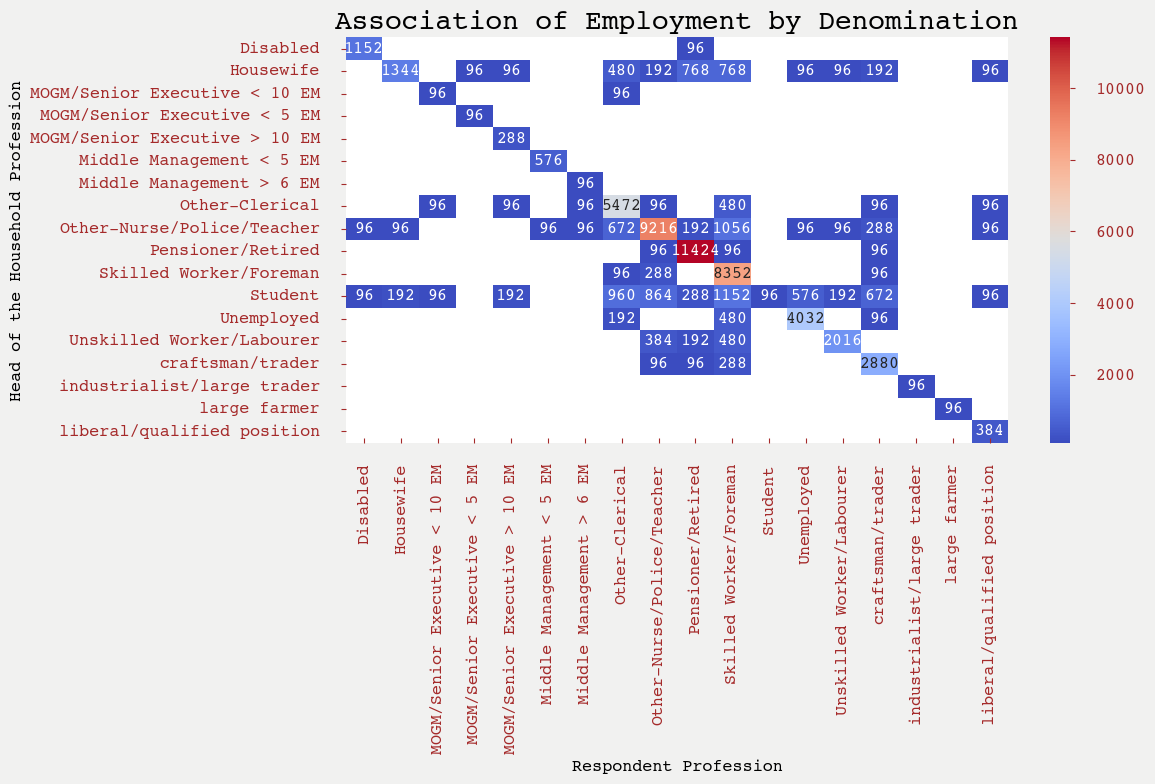 Association of Employment by Denomination
Head of the Household Profession
Disabled 1152 96
Housewife 1344 96 96 480 192 768 768 96 96 192 96
MOGM/Senior Executive < 10 EM 96 96
MOGM/Senior Executive < 5 EM 96
MOGM/Senior Executive > 10 EM 288
Middle Management < 5 EM 576
Middle Management > 6 EM 96
Other-Clerical 96 96 96 5472 96 480 96 96
Other-Nurse/Police/Teacher 96 96 96 96 672 9216 192 1056 96 96 288 96
Pensioner/Retired 96 11424 96 96
Skilled Worker/Foreman 96 288 8352 96
Student 96 192 96 192 960 864 288 1152 96 576 192 672 96
Unemployed 192 480 4032 96
Unskilled Worker/Labourer 384 192 480 2016
craftsman/trader 96 96 288 2880
industrialist/large trader 96
large farmer 96
liberal/qualified position 384
Disabled
Housewife
MOGM/Senior Executive < 10 EM
MOGM/Senior Executive < 5 EM
MOGM/Senior Executive > 10 EM
Middle Management < 5 EM
Middle Management > 6 EM
Other-Clerical
Other-Nurse/Police/Teacher
Pensioner/Retired
Skilled Worker/Foreman
Student
Unemployed
Unskilled Worker/Labourer
craftsman/trader
industrialist/large trader
large farmer
liberal/qualified position
Respondent Profession
10000
8000
6000
4000
2000